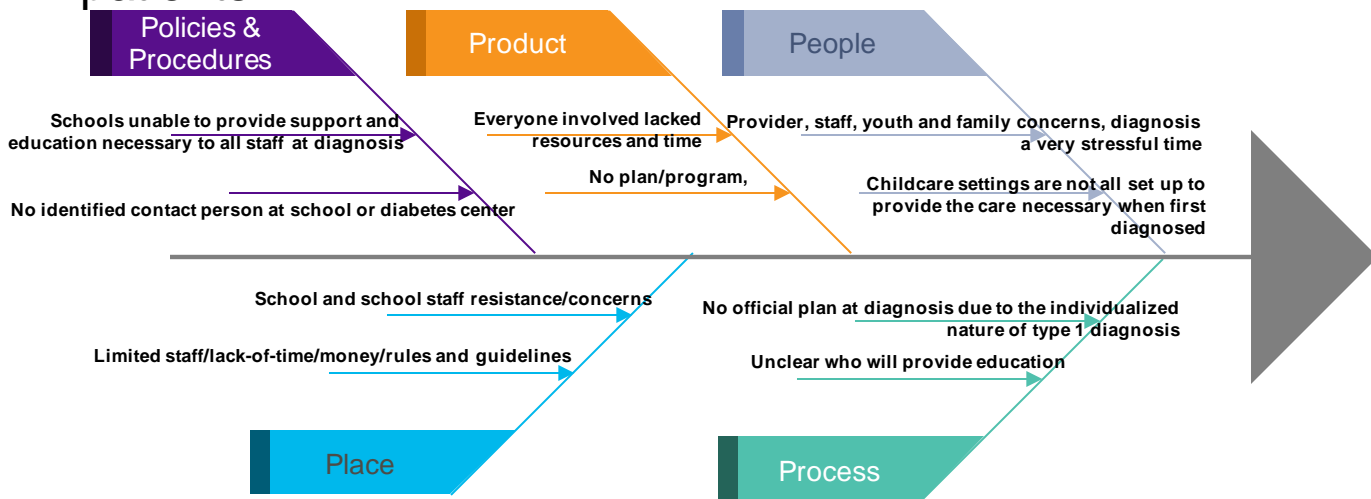 Policies &
Procedures
Product
People
Schools unable to provide support and
education necessary to all staff at diagnosis
No identified contact person at school or diabetes center
Everyone involved lacked
resources and time
No plan/program,
Provider, staff, youth and family concerns, diagnosis
a very stressful time
Childcare settings are not all set up to
provide the care necessary when first
diagnosed
School and school staff resistance/concerns
Limited staff/lack-of-time/money/rules and guidelines
No official plan at diagnosis due to the individualized
nature of type 1 diagnosis
Unclear who will provide education
Place
Process